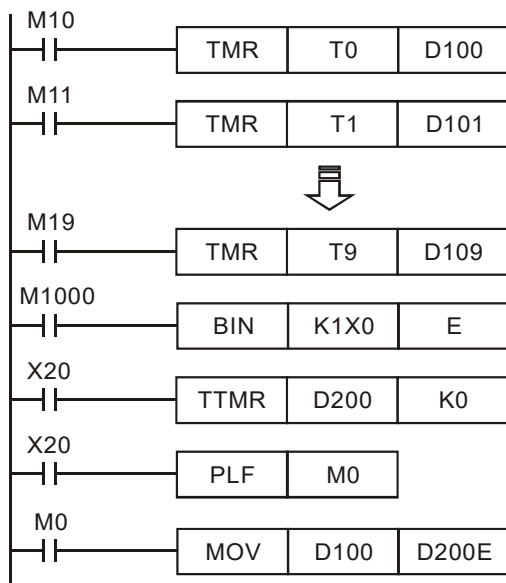 M10
TMR T0 D100
M11
TMR T1 D101
M19
TMR T9 D109
M1000
BIN K1X0 E
X20
TTMR D200 K0
X20
PLF M0
M0
MOV D100 D200E